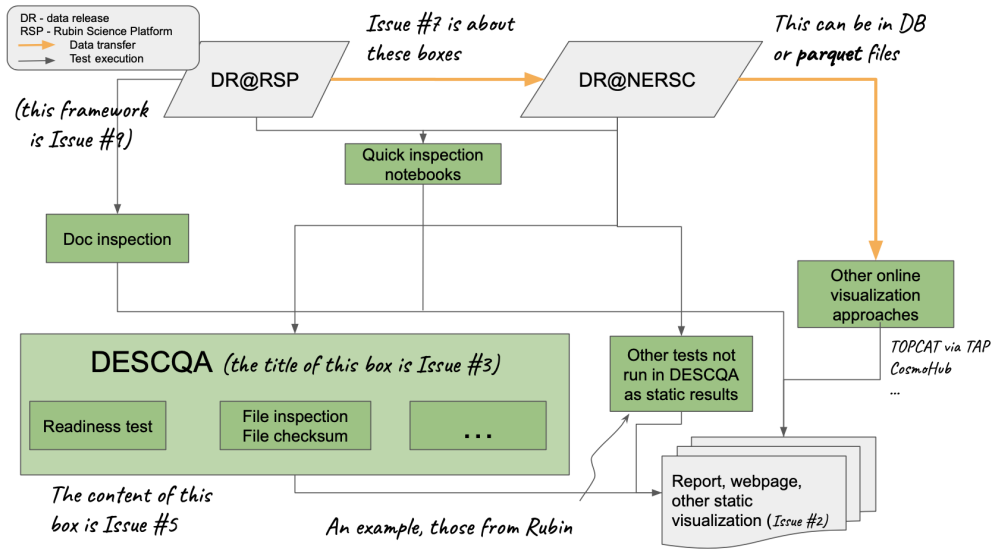 DR - data release
RSP - Rubin Science Platform
Data transfer
Test execution
Issue #7 is about
these boxes
This can be in DB
or parquet files
DR@RSP
DR@NERSC
(this framework
is Issue #9)
Quick inspection
notebooks
Doc inspection
Other online
visualization
approaches
TOPCAT via TAP
CosmoHub
...
DESCQA (the title of this box is Issue #3)
Readiness test
File inspection
File checksum
...
Other tests not
run in DESCQA
as static results
The content of this
box is Issue #5
An example, those from Rubin
Report, webpage,
other static
visualization (Issue #2)